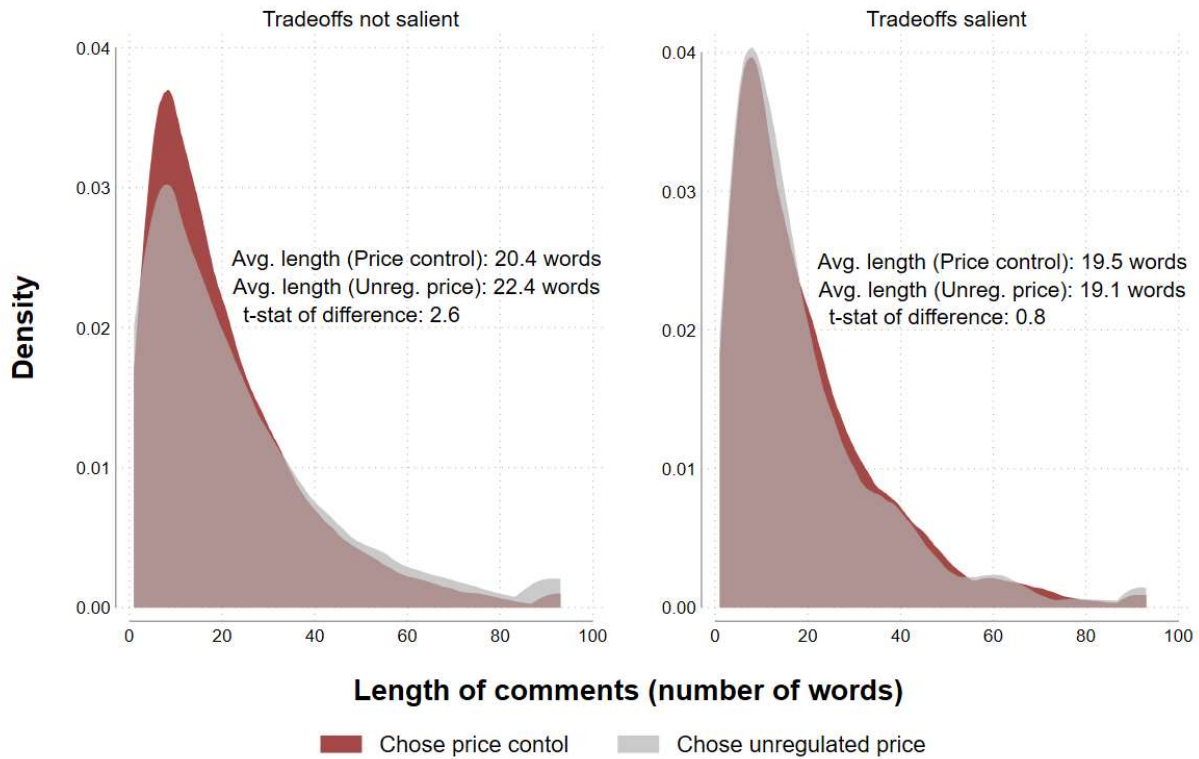 Tradeoffs not salient
Tradeoffs salient
0.04
0.03
0.02
0.01
0.00
Avg. length (Price control): 20.4 words
Avg. length (Unreg. price): 22.4 words
t-stat of difference: 2.6
0 20 40 60 80 100
0.04
0.03
0.02
0.01
0.00
Avg. length (Price control): 19.5 words
Avg. length (Unreg. price): 19.1 words
t-stat of difference: 0.8
0 20 40 60 80 100
Density
Length of comments (number of words)
Chose price contol
Chose unregulated price